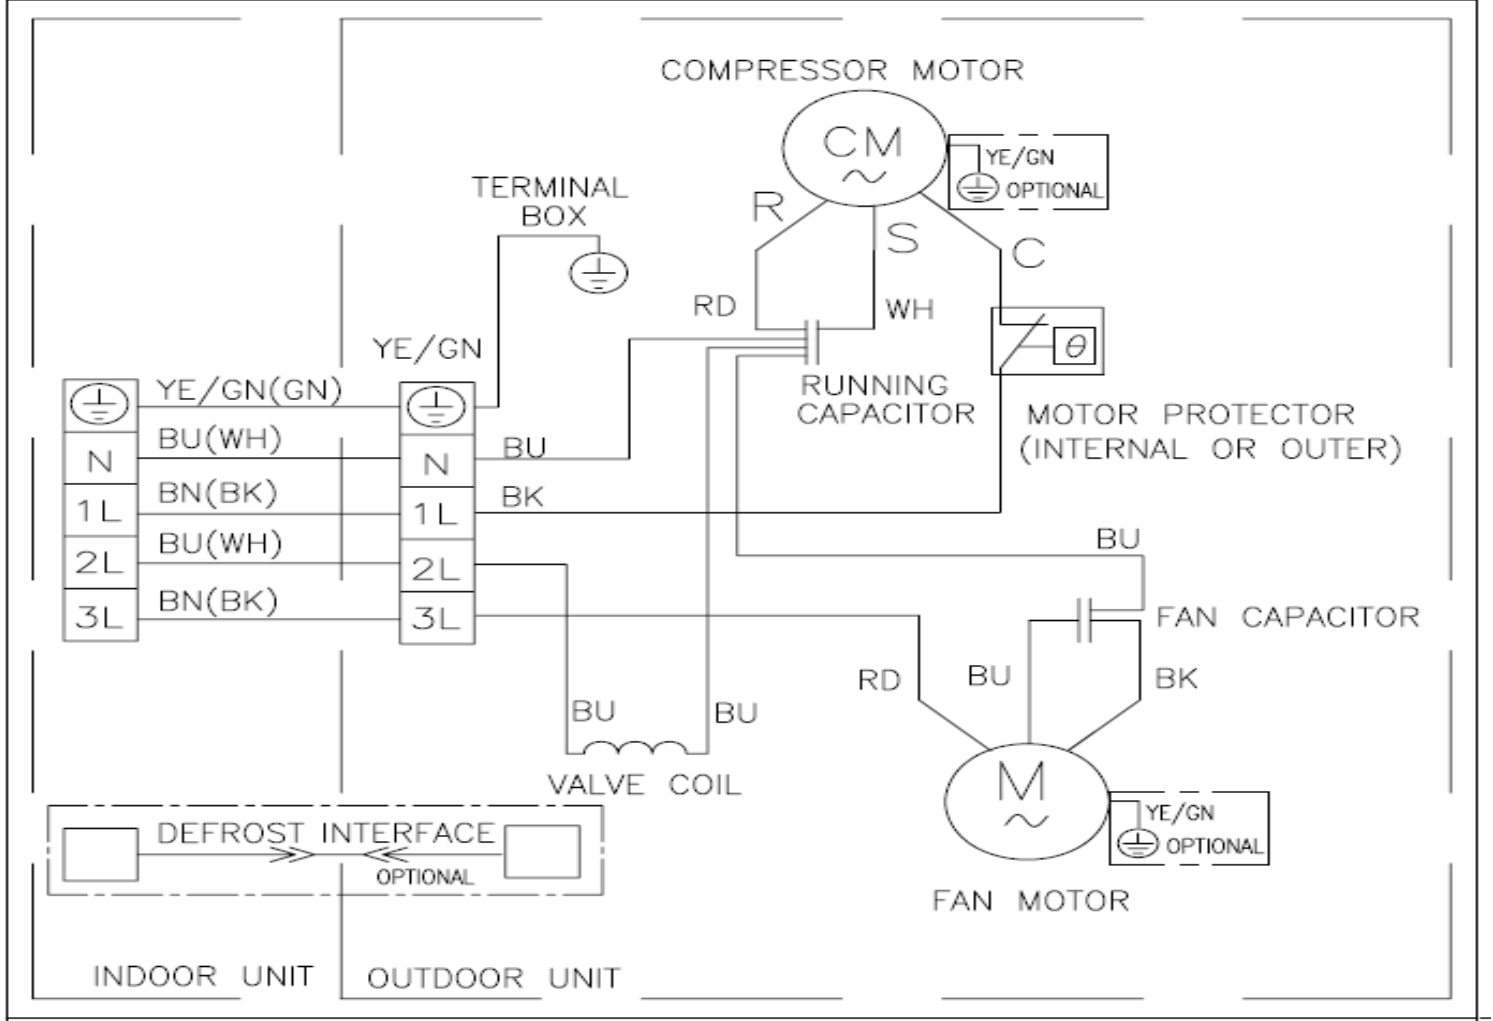 COMPRESSOR MOTOR
CM
YE/GN
OPTIONAL
R
S
C
TERMINAL
BOX
RD
WH
θ
RUNNING
CAPACITOR
MOTOR PROTECTOR
(INTERNAL OR OUTER)
YE/GN
YE/GN(GN)
BU(WH)
N
N
BU
BN(BK)
1L
1L
BK
BU(WH)
2L
2L
BN(BK)
3L
3L
BU
FAN CAPACITOR
RD
BU
BK
BU
BU
VALVE COIL
M
YE/GN
OPTIONAL
FAN MOTOR
DEFROST INTERFACE
OPTIONAL
INDOOR UNIT
OUTDOOR UNIT